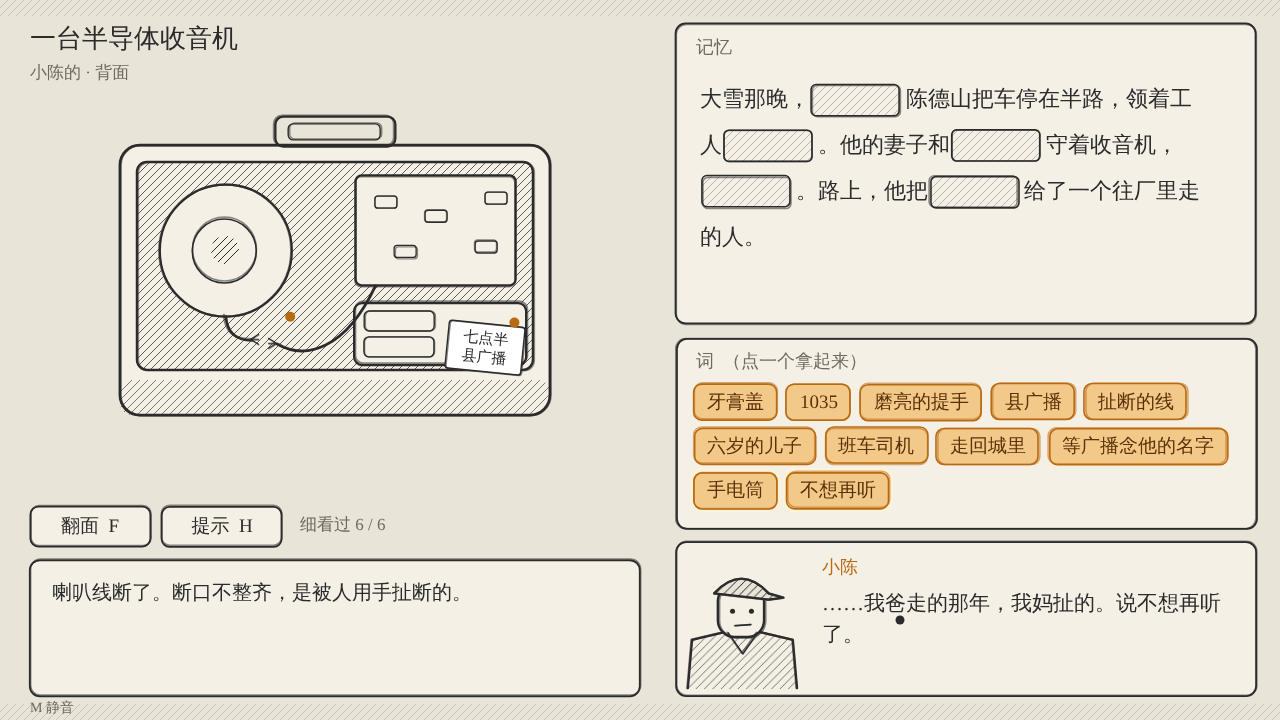 一台半导体收音机
小陈的 · 背面
七点半
县广播
翻面 F
提示 H
细看过 6 / 6
喇叭线断了。断口不整齐，是被人用手扯断的。
M 静音
记忆
大雪那晚， 陈德山把车停在半路，领着工
人 。他的妻子和 守着收音机，
。路上，他把 给了一个往厂里走
的人。
词 （点一个拿起来）
牙膏盖 1035 磨亮的提手 县广播 扯断的线
六岁的儿子 班车司机 走回城里 等广播念他的名字
手电筒 不想再听
小陈
……我爸走的那年，我妈扯的。说不想再听
了。